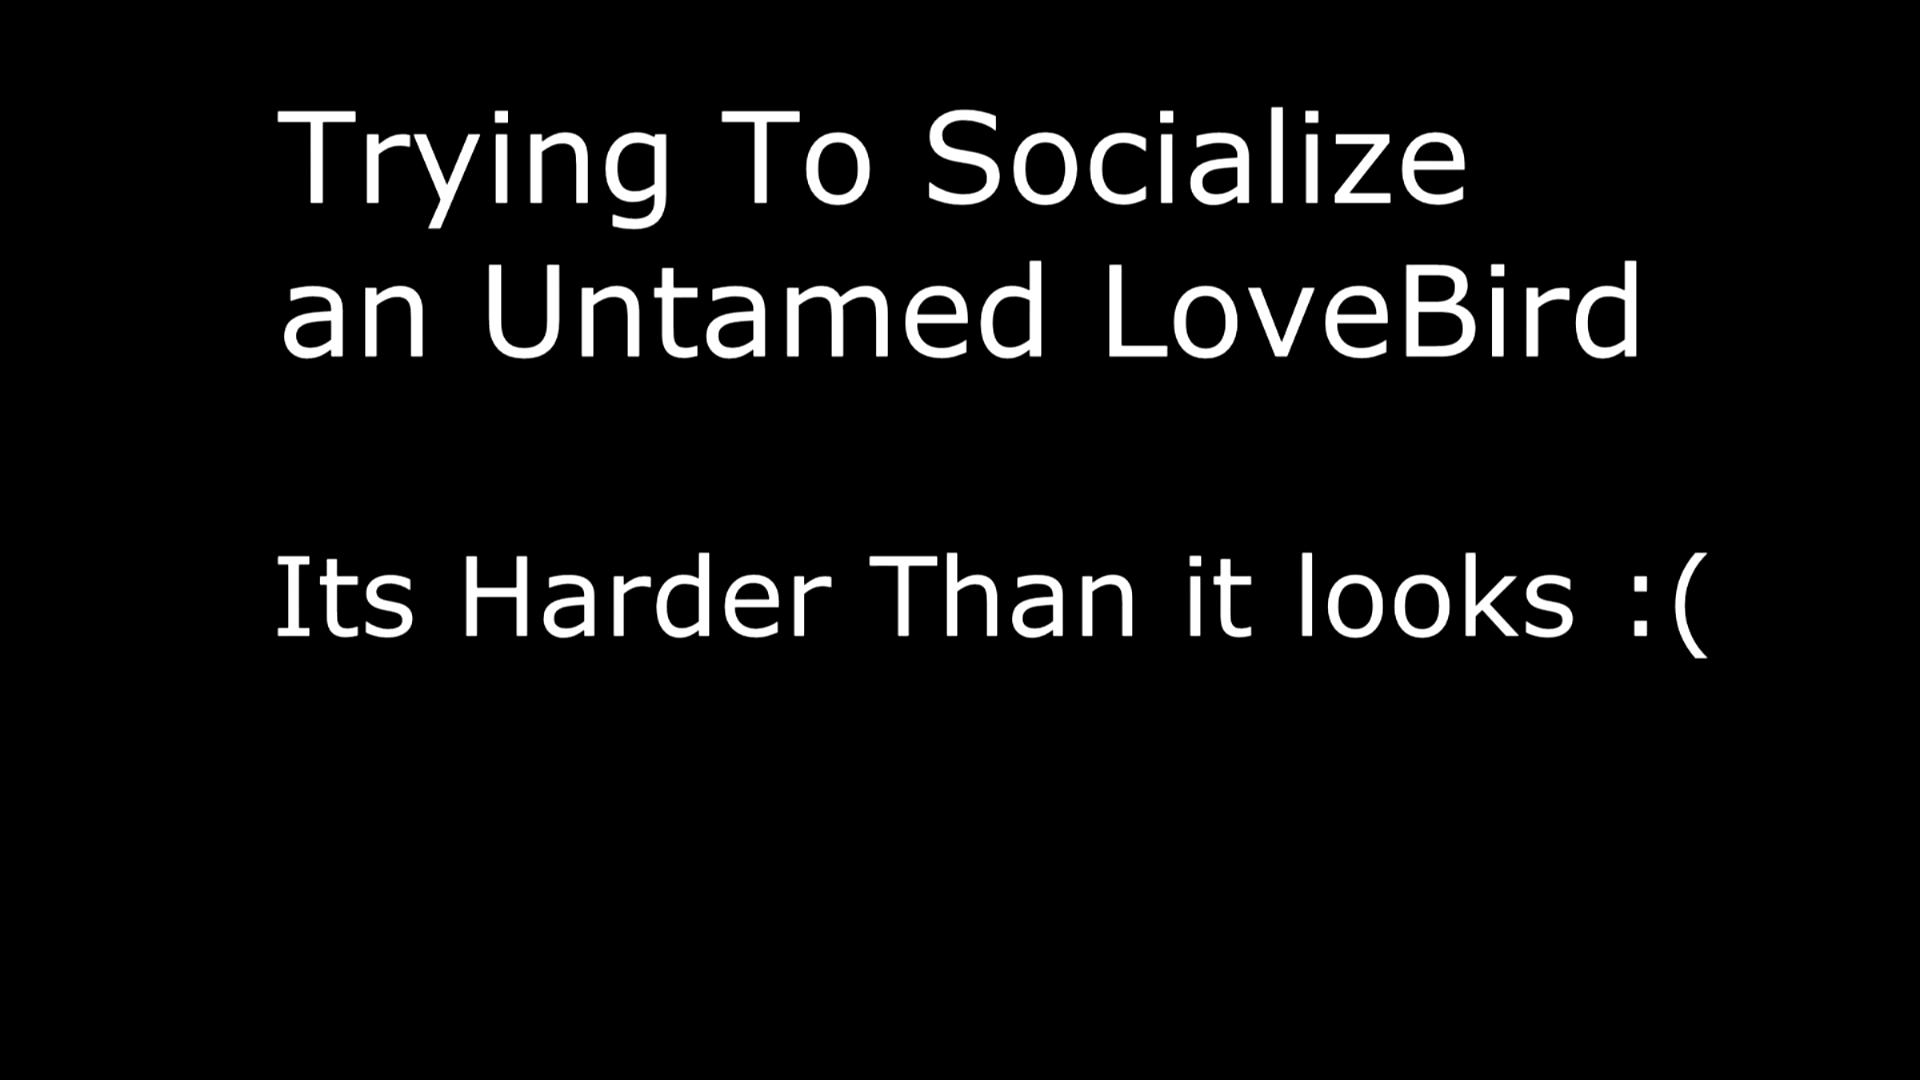 Trying To Socialize
an Untamed LoveBird
Its Harder Than it looks :(